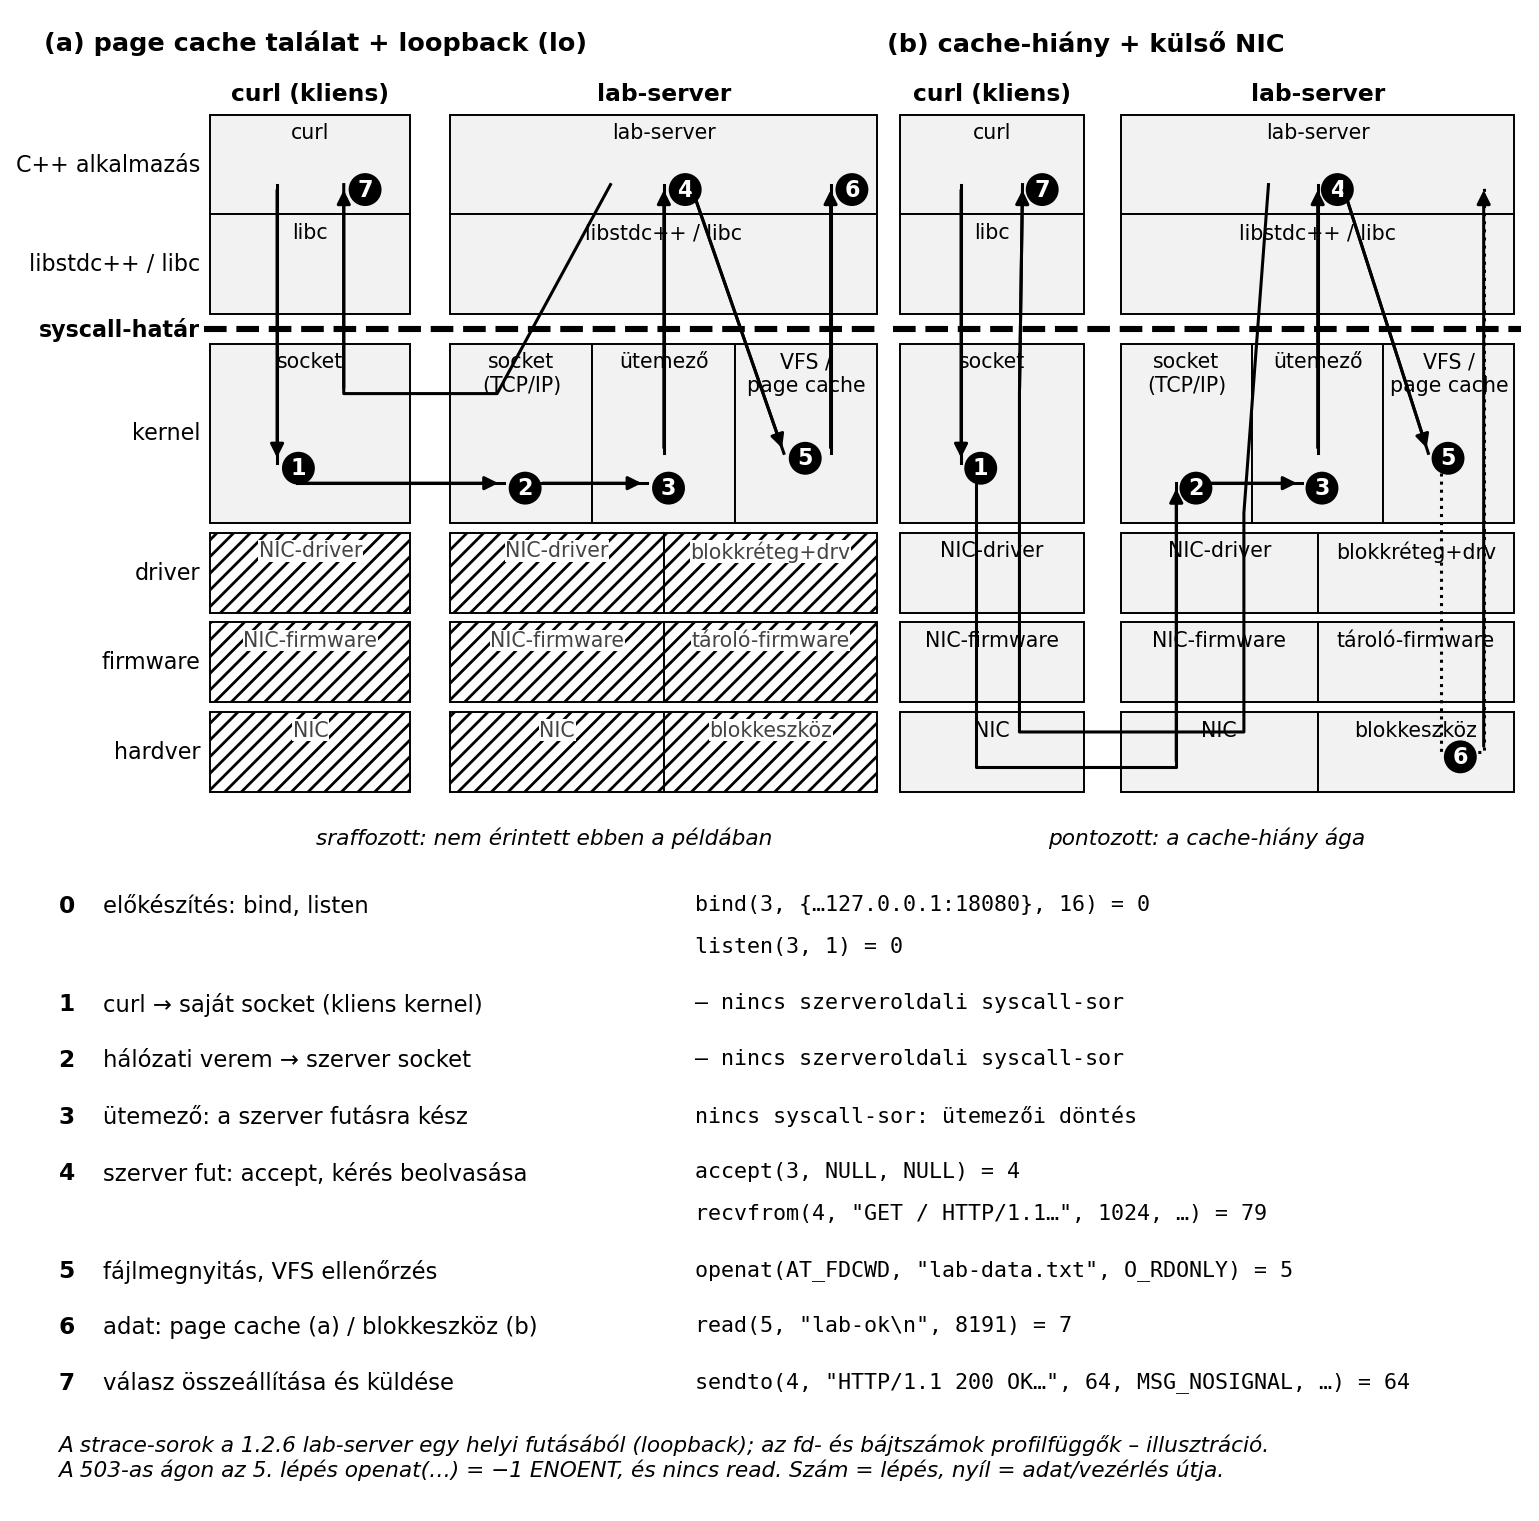 (a) page cache találat + loopback (lo)
(b) cache-hiány + külső NIC
curl (kliens)
lab-server
curl (kliens)
lab-server
C++ alkalmazás
curl
lab-server
curl
lab-server
7
4
6
7
4
libstdc++ / libc
libc
libstdc++ / libc
libc
libstdc++ / libc
syscall-határ
kernel
socket
socket
(TCP/IP)
ütemező
VFS /
page cache
socket
socket
(TCP/IP)
ütemező
VFS /
page cache
1
2
3
5
1
2
3
5
driver
NIC-driver
NIC-driver
blokkréteg+drv
NIC-driver
NIC-driver
blokkréteg+drv
firmware
NIC-firmware
NIC-firmware
tároló-firmware
NIC-firmware
NIC-firmware
tároló-firmware
hardver
NIC
NIC
blokkeszköz
NIC
NIC
blokkeszköz
6
sraffozott: nem érintett ebben a példában
pontozott: a cache-hiány ága
0 előkészítés: bind, listen bind(3, {…127.0.0.1:18080}, 16) = 0
listen(3, 1) = 0
1 curl → saját socket (kliens kernel) — nincs szerveroldali syscall-sor
2 hálózati verem → szerver socket — nincs szerveroldali syscall-sor
3 ütemező: a szerver futásra kész nincs syscall-sor: ütemezői döntés
4 szerver fut: accept, kérés beolvasása accept(3, NULL, NULL) = 4
recvfrom(4, "GET / HTTP/1.1…", 1024, …) = 79
5 fájlmegnyitás, VFS ellenőrzés openat(AT_FDCWD, "lab-data.txt", O_RDONLY) = 5
6 adat: page cache (a) / blokkeszköz (b) read(5, "lab-ok\n", 8191) = 7
7 válasz összeállítása és küldése sendto(4, "HTTP/1.1 200 OK…", 64, MSG_NOSIGNAL, …) = 64
A strace-sorok a 1.2.6 lab-server egy helyi futásából (loopback); az fd- és bájtszámok profilfüggők – illusztráció.
A 503-as ágon az 5. lépés openat(…) = −1 ENOENT, és nincs read. Szám = lépés, nyíl = adat/vezérlés útja.